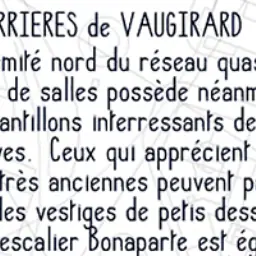 RRIERES de VAUGIRARD
mité nord du réseau quas
de salles possède néanm
antillons interressants de
ves. Ceux qui apprécient
très anciennes peuvent p
les vestiges de petis dess
escalier Bonaparte est ég